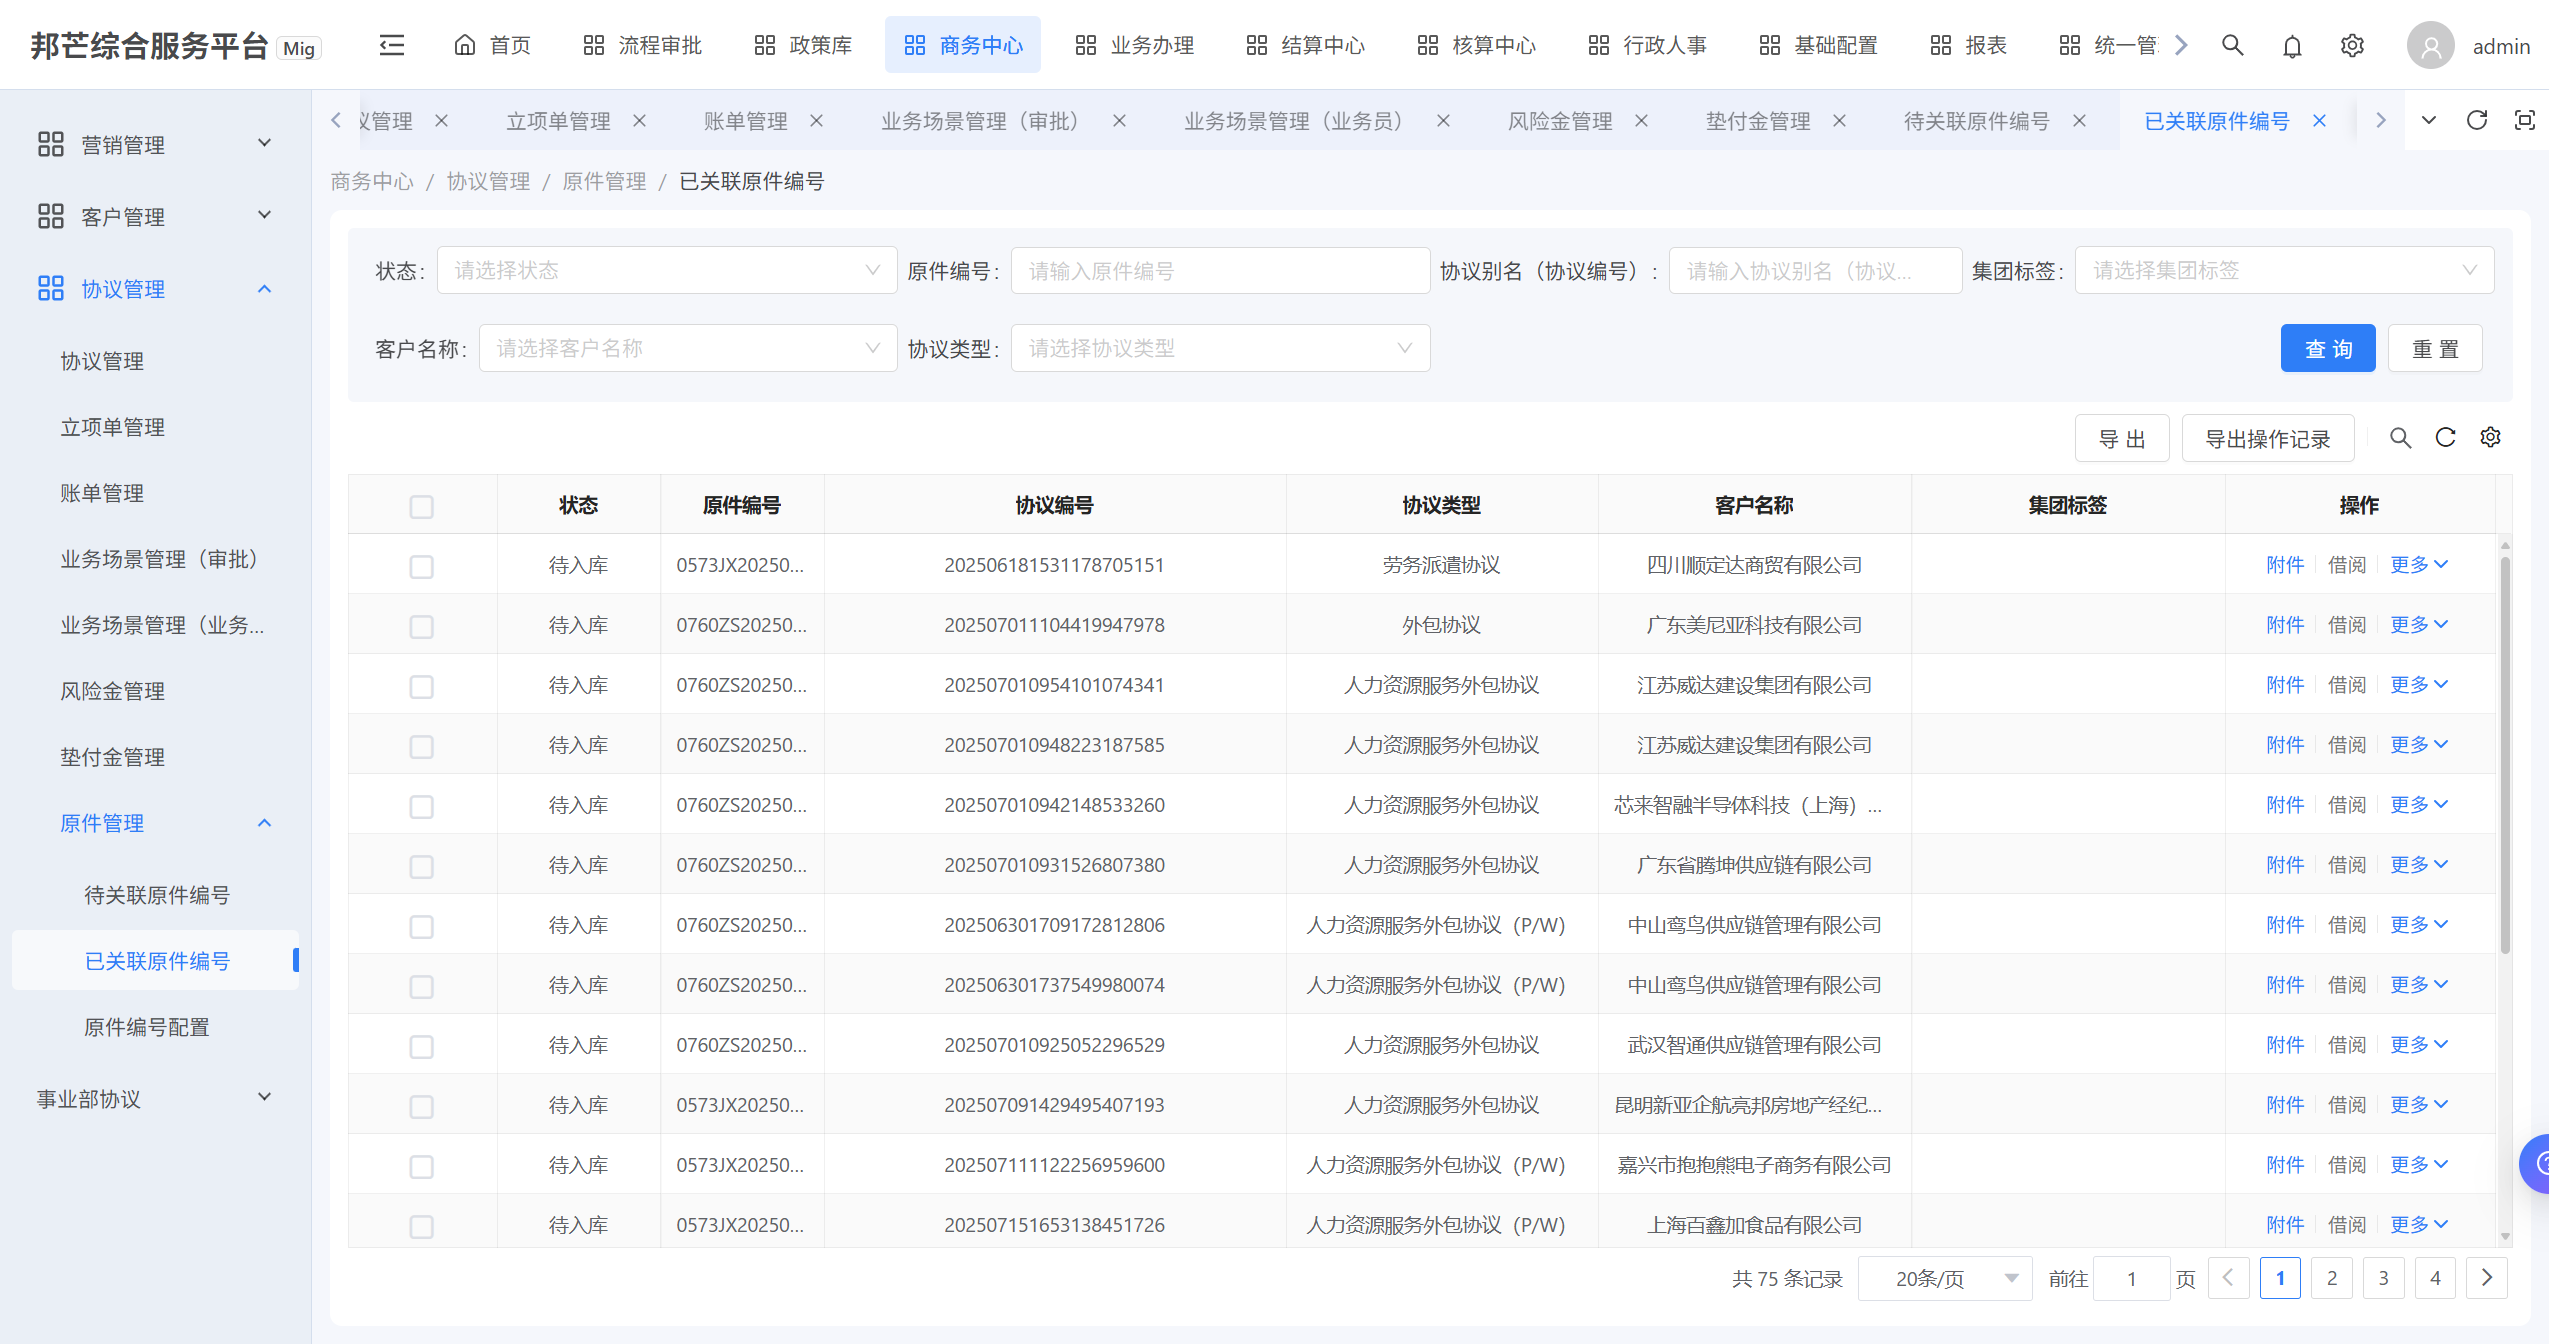 邦芒综合服务平台 Mig 首页 流程审批 政策库 商务中心 业务办理 结算中心 核算中心 行政人事 基础配置 报表 统一管 admin
议管理 立项单管理 账单管理 业务场景管理（审批） 业务场景管理（业务员） 风险金管理 垫付金管理 待关联原件编号 已关联原件编号
商务中心 / 协议管理 / 原件管理 / 已关联原件编号
营销管理
客户管理
协议管理
协议管理
立项单管理
账单管理
业务场景管理（审批）
业务场景管理（业务...
风险金管理
垫付金管理
原件管理
待关联原件编号
已关联原件编号
原件编号配置
事业部协议
状态: 请选择状态 原件编号: 请输入原件编号 协议别名（协议编号）: 请输入协议别名（协议... 集团标签: 请选择集团标签
客户名称: 请选择客户名称 协议类型: 请选择协议类型 查 询 重 置
导 出 导出操作记录
状态 原件编号 协议编号 协议类型 客户名称 集团标签 操作
待入库 0573JX20250... 202506181531178705151 劳务派遣协议 四川顺定达商贸有限公司 附件 借阅 更多
待入库 0760ZS20250... 202507011104419947978 外包协议 广东美尼亚科技有限公司 附件 借阅 更多
待入库 0760ZS20250... 202507010954101074341 人力资源服务外包协议 江苏威达建设集团有限公司 附件 借阅 更多
待入库 0760ZS20250... 202507010948223187585 人力资源服务外包协议 江苏威达建设集团有限公司 附件 借阅 更多
待入库 0760ZS20250... 202507010942148533260 人力资源服务外包协议 芯来智融半导体科技（上海）... 附件 借阅 更多
待入库 0760ZS20250... 202507010931526807380 人力资源服务外包协议 广东省腾坤供应链有限公司 附件 借阅 更多
待入库 0760ZS20250... 202506301709172812806 人力资源服务外包协议（P/W) 中山鸾鸟供应链管理有限公司 附件 借阅 更多
待入库 0760ZS20250... 202506301737549980074 人力资源服务外包协议（P/W) 中山鸾鸟供应链管理有限公司 附件 借阅 更多
待入库 0760ZS20250... 202507010925052296529 人力资源服务外包协议 武汉智通供应链管理有限公司 附件 借阅 更多
待入库 0573JX20250... 202507091429495407193 人力资源服务外包协议 昆明新亚企航亮邦房地产经纪... 附件 借阅 更多
待入库 0573JX20250... 202507111122256959600 人力资源服务外包协议（P/W) 嘉兴市抱抱熊电子商务有限公司 附件 借阅 更多
待入库 0573JX20250... 202507151653138451726 人力资源服务外包协议（P/W) 上海百鑫加食品有限公司 附件 借阅 更多
共 75 条记录 20条/页 前往 1 页 1 2 3 4